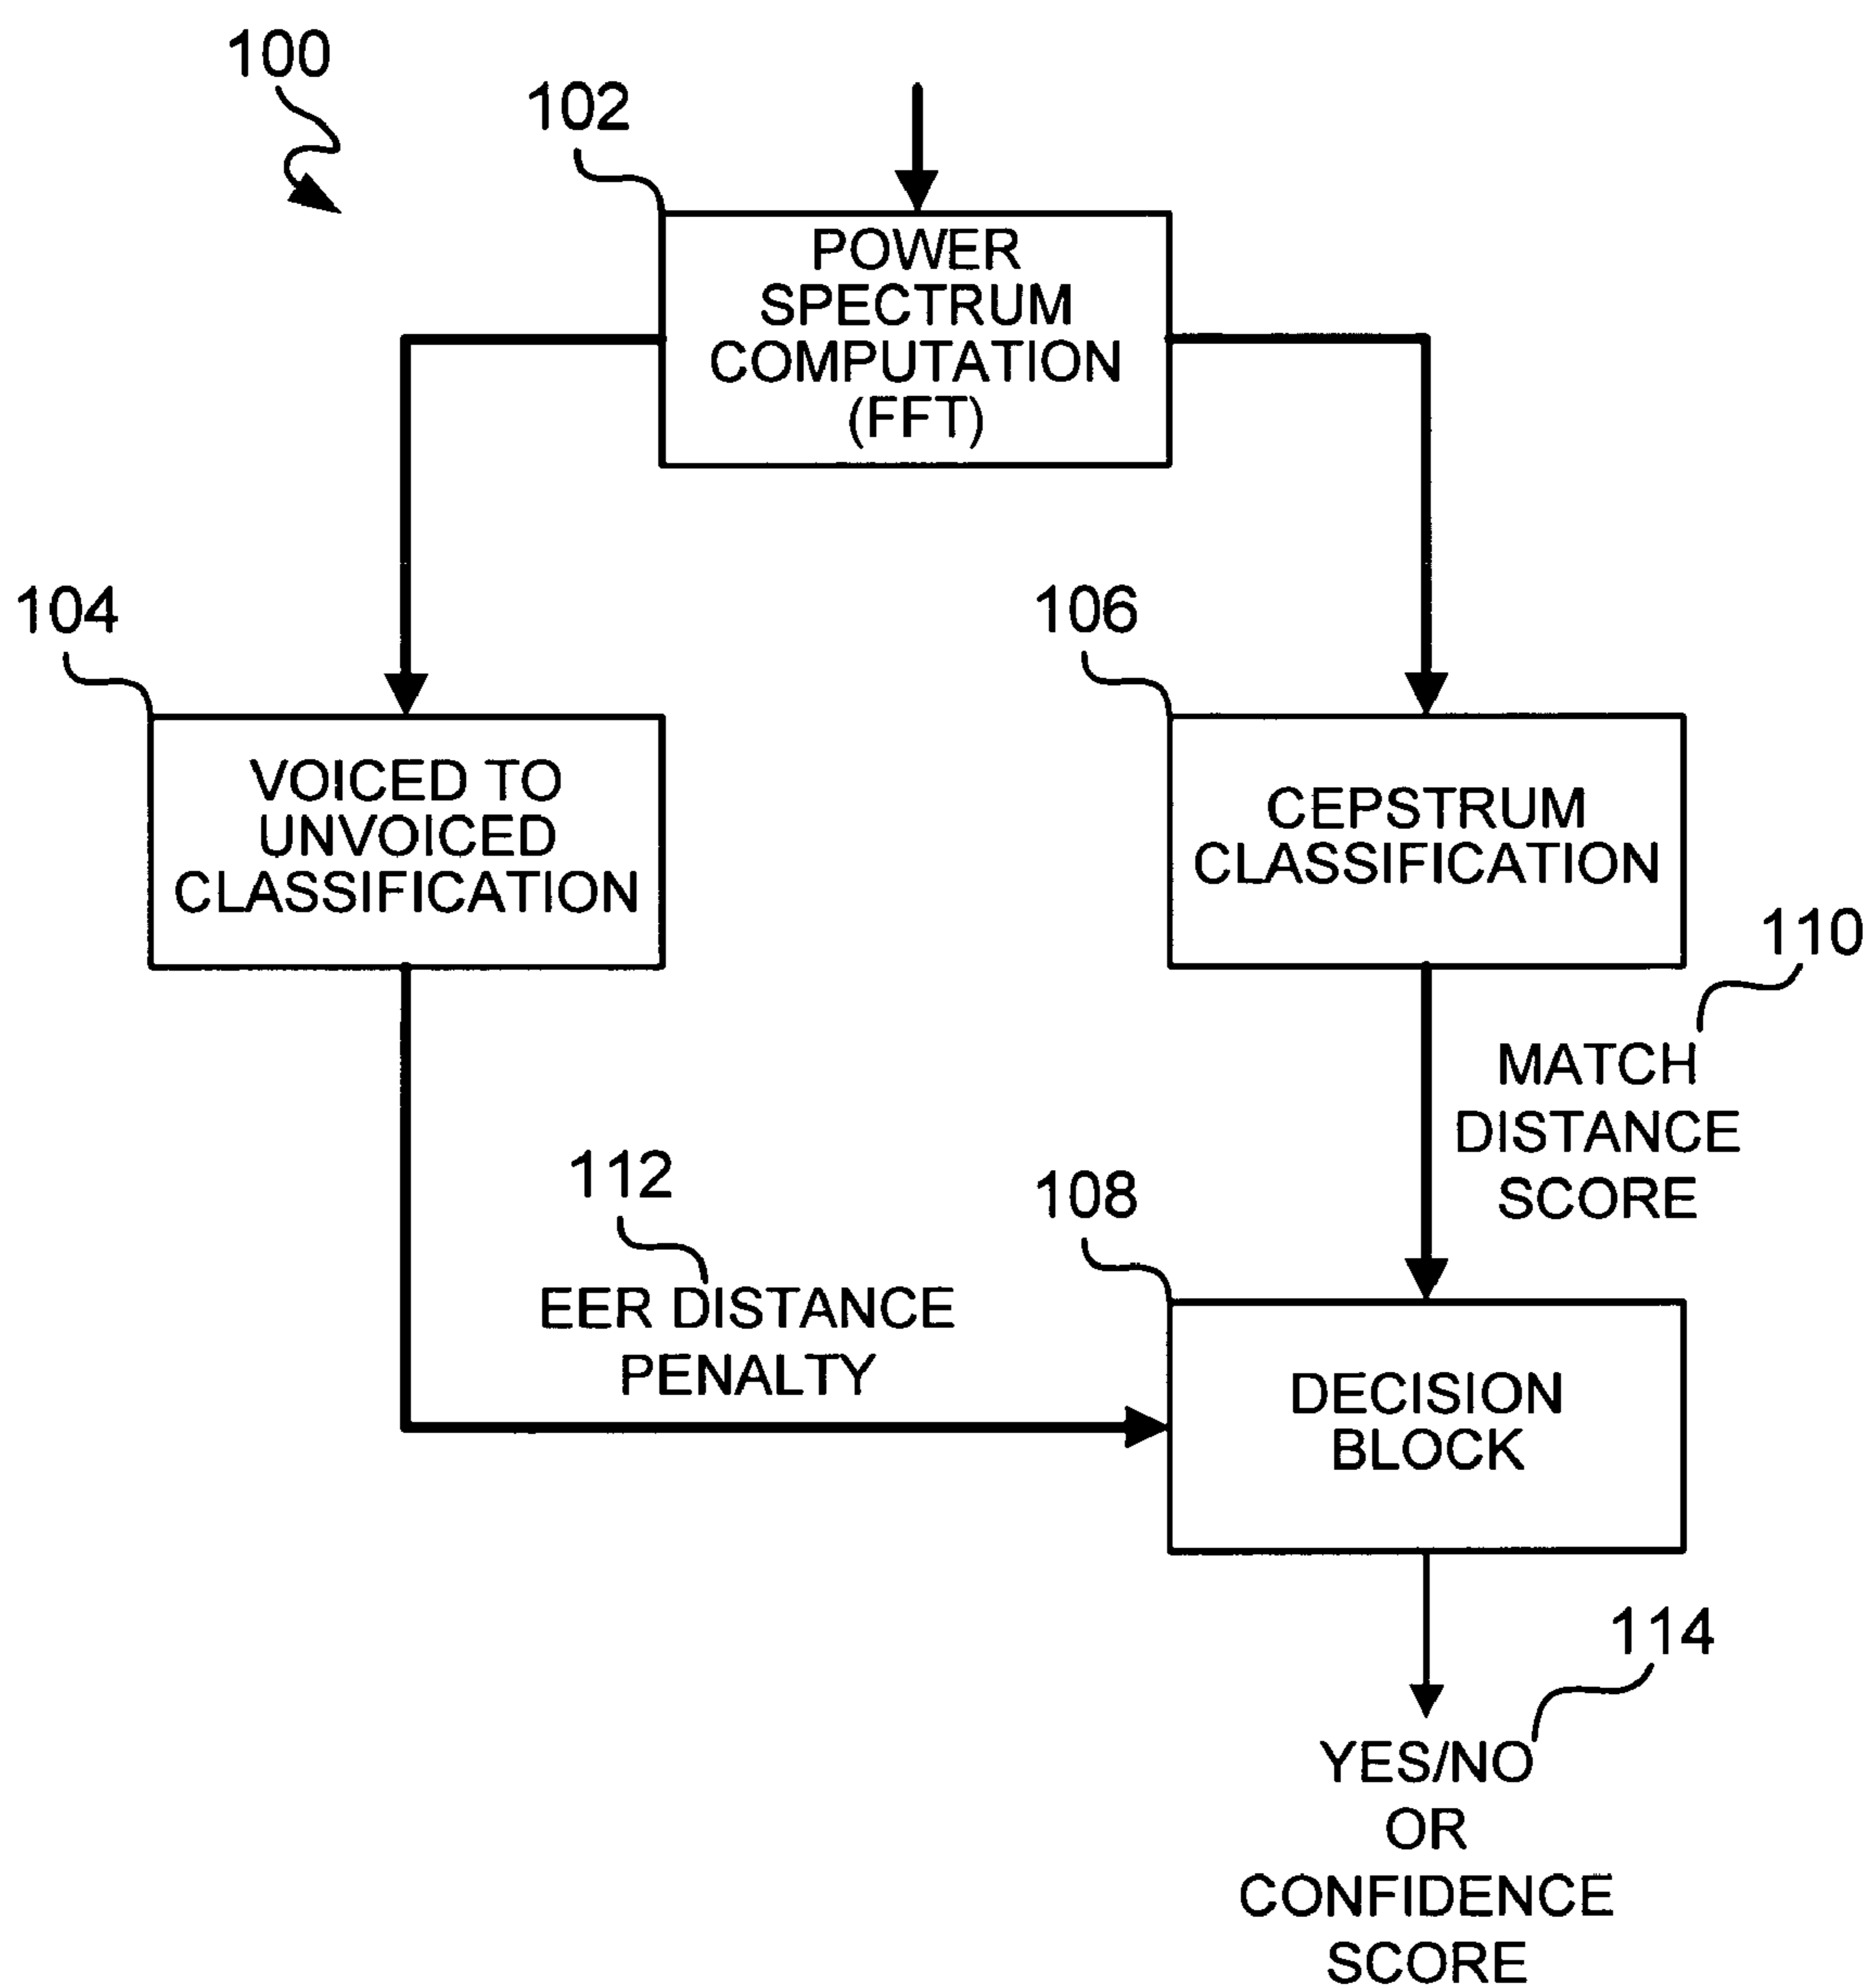 100
102
POWER
SPECTRUM
COMPUTATION
(FFT)
104
VOICED TO
UNVOICED
CLASSIFICATION
106
CEPSTRUM
CLASSIFICATION
110
MATCH
DISTANCE
SCORE
112
EER DISTANCE
PENALTY
108
DECISION
BLOCK
114
YES/NO
OR
CONFIDENCE
SCORE